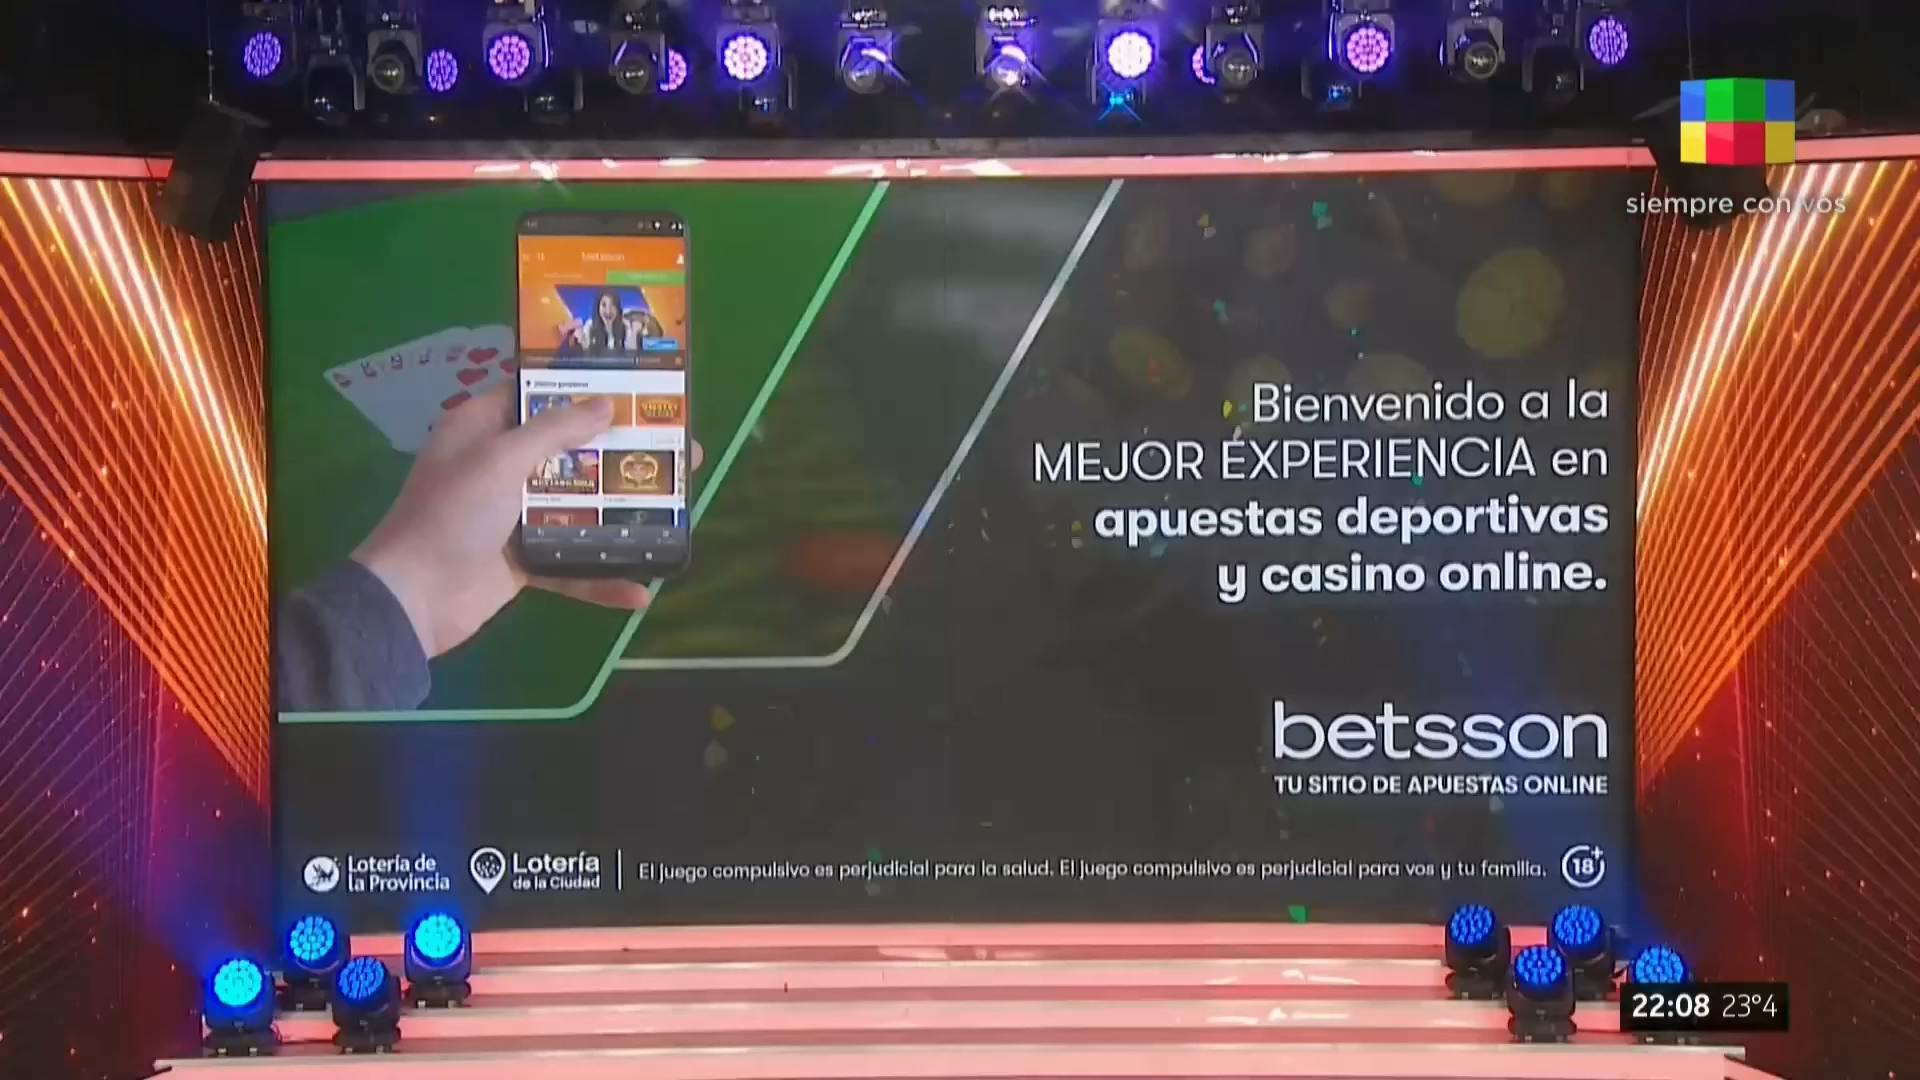 siempre con vos
betsson
Bienvenido a la
MEJOR EXPERIENCIA en
apuestas deportivas
y casino online.
betsson
TU SITIO DE APUESTAS ONLINE
Lotería de
la Provincia
Lotería
de la Ciudad
El juego compulsivo es perjudicial para la salud. El juego compulsivo es perjudicial para vos y tu familia.
18+
22:08 23°4